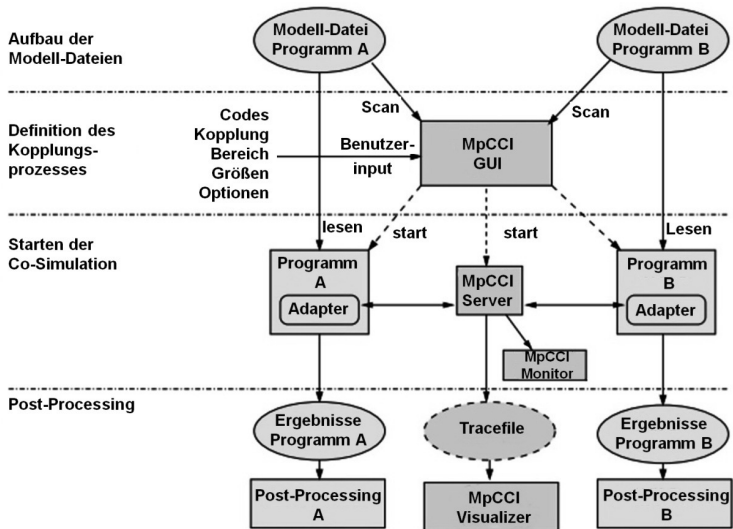 Aufbau der
Modell-Dateien
Modell-Datei
Programm A
Modell-Datei
Programm B
Scan
Scan
Definition des
Kopplungs-
prozesses
Codes
Kopplung
Bereich
Größen
Optionen
Benutzer-
input
MpCCI
GUI
lesen
start
start
Lesen
Starten der
Co-Simulation
Programm
A
Adapter
MpCCI
Server
Programm
B
Adapter
MpCCI
Monitor
Post-Processing
Ergebnisse
Programm A
Tracefile
Ergebnisse
Programm B
Post-Processing
A
MpCCI
Visualizer
Post-Processing
B